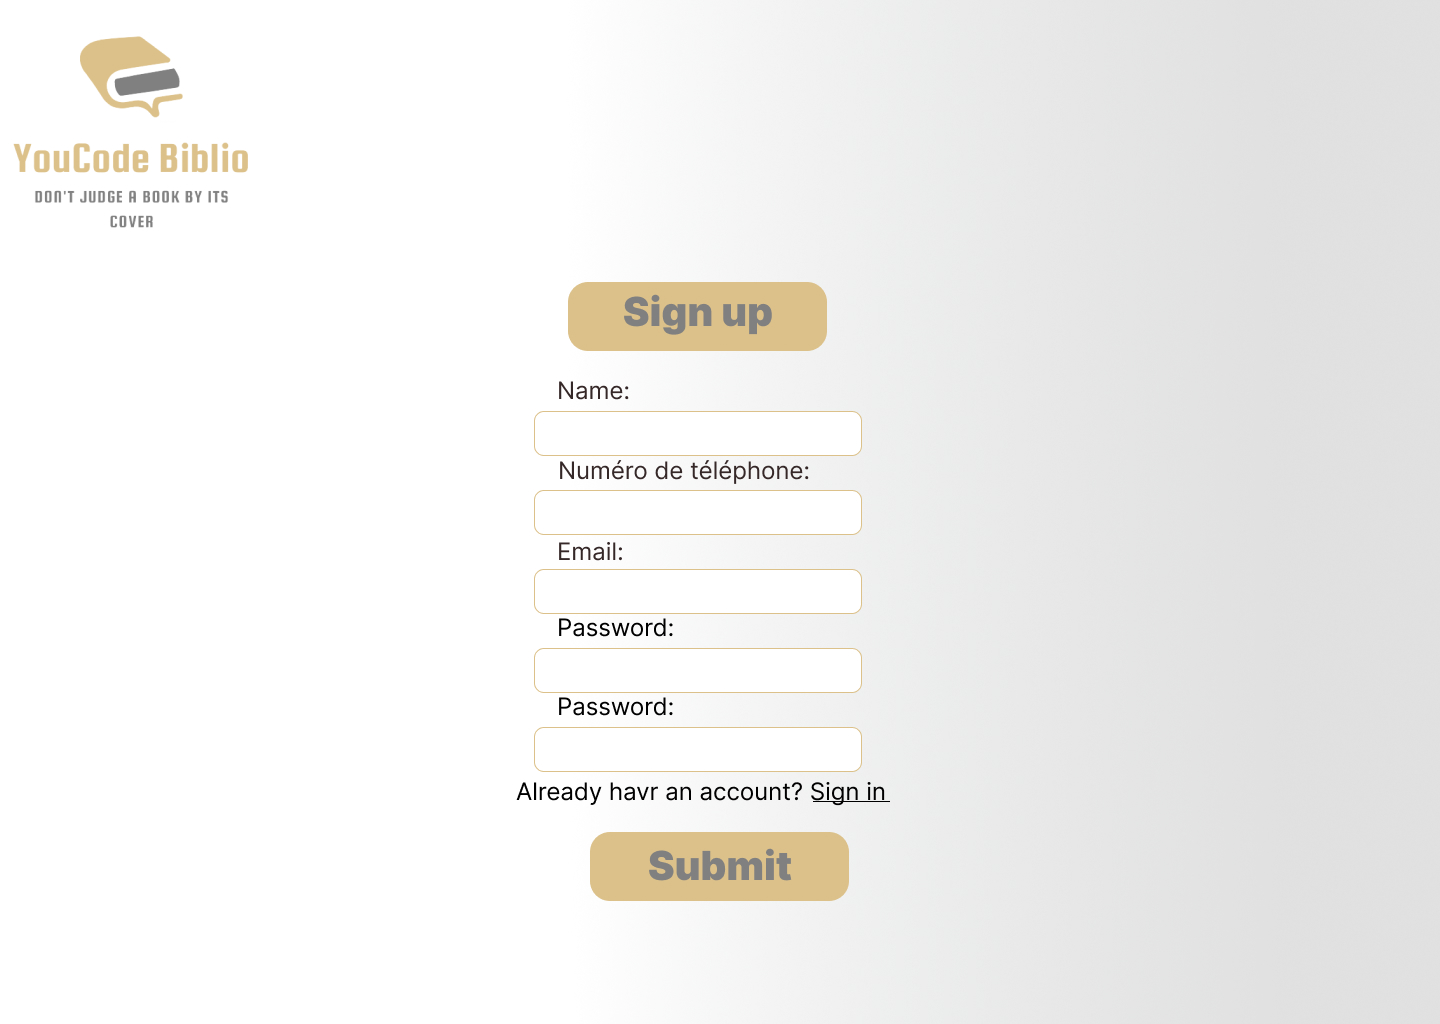 YouCode Biblio
DON'T JUDGE A BOOK BY ITS
COVER
Sign up
Name:
Numéro de téléphone:
Email:
Password:
Password:
Already havr an account? Sign in
Submit